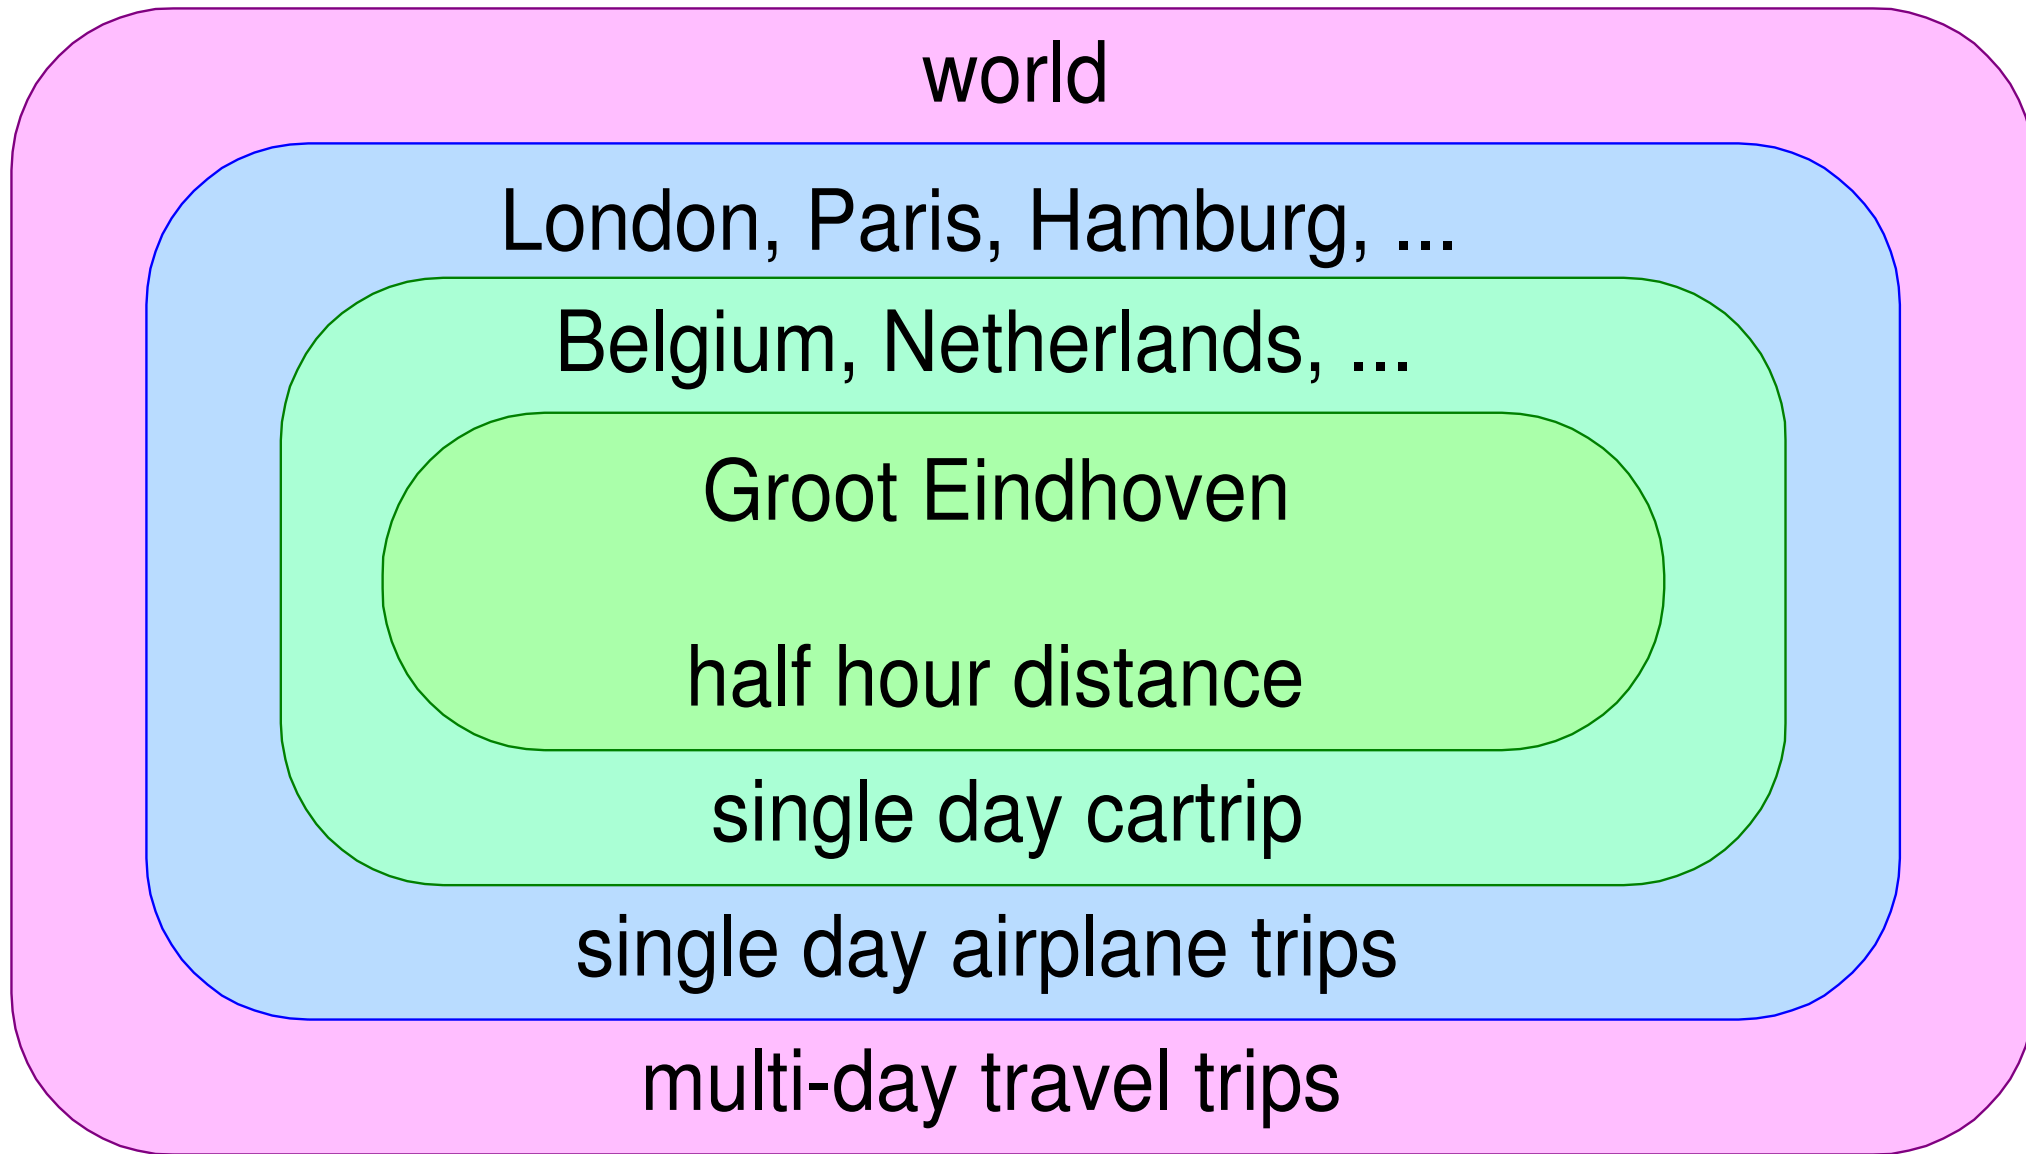 world
London, Paris, Hamburg, ...
Belgium, Netherlands, ...
Groot Eindhoven
half hour distance
single day cartrip
single day airplane trips
multi-day travel trips